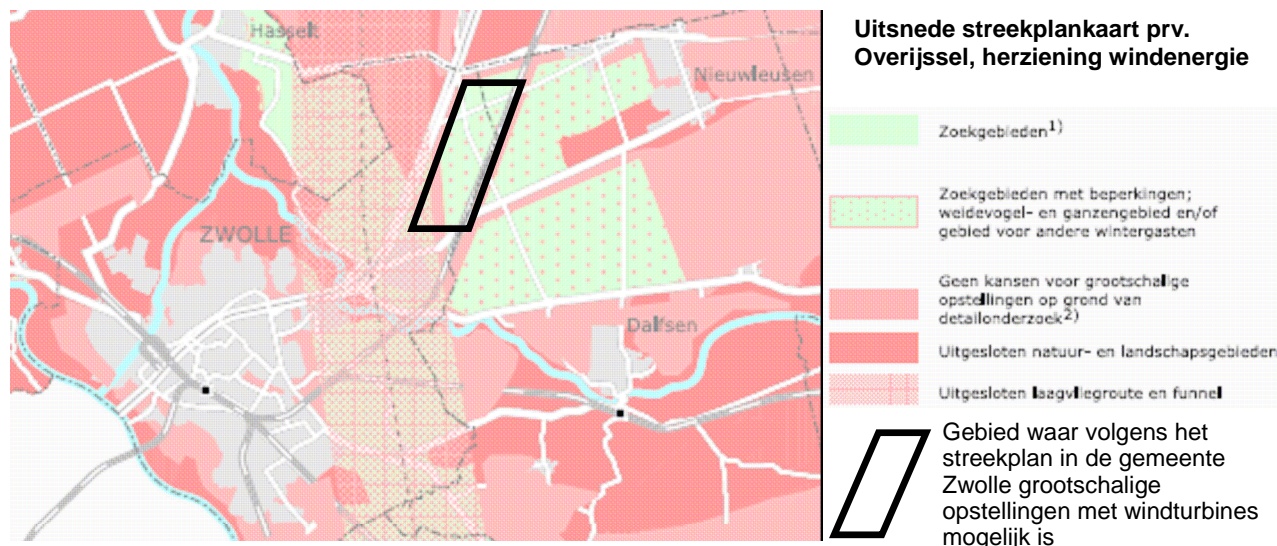 Hasselt
Nieuwleusen
ZWOLLE
Dalfsen
Uitsnede streekplankaart prv.
Overijssel, herziening windenergie
Zoekgebieden1)
Zoekgebieden met beperkingen;
weidevogel- en ganzengebied en/of
gebied voor andere wintergasten
Geen kansen voor grootschalige
opstellingen op grond van
detailonderzoek2)
Uitgesloten natuur- en landschapsgebieden
Uitgesloten laagvliegroute en funnel
Gebied waar volgens het
streekplan in de gemeente
Zwolle grootschalige
opstellingen met windturbines
mogelijk is